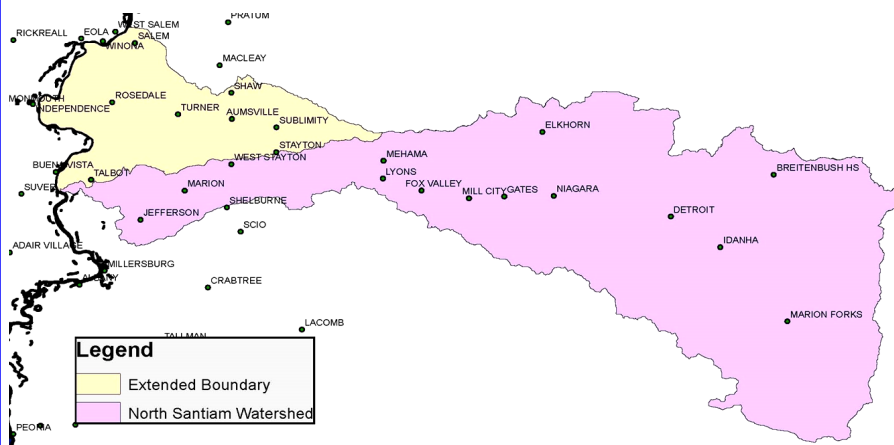 PRATUM
WEST SALEM
RICKREALL
EOLA
SALEM
WINONA
MACLEAY
SHAW
ROSEDALE
MONMOUTH
INDEPENDENCE
TURNER
AUMSVILLE
SUBLIMITY
ELKHORN
STAYTON
WEST STAYTON
MEHAMA
BUENA VISTA
TALBOT
LYONS
BREITENBUSH HS
MARION
FOX VALLEY
MILL CITY
GATES
NIAGARA
SUVER
SHELBURNE
JEFFERSON
DETROIT
SCIO
IDANHA
ADAIR VILLAGE
MILLERSBURG
ALBANY
CRABTREE
MARION FORKS
LACOMB
TALLMAN
Legend
Extended Boundary
North Santiam Watershed
PEORIA